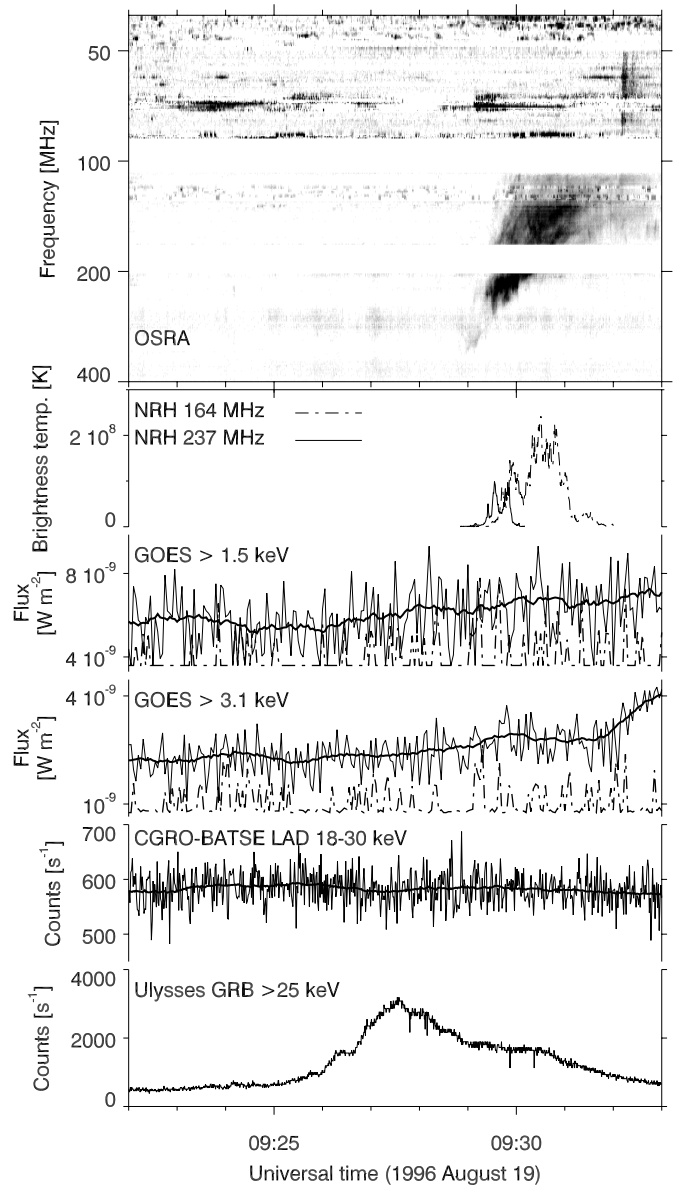 50
100
200
400
Frequency [MHz]
OSRA
Brightness temp. [K]
2 10^8
0
NRH 164 MHz
NRH 237 MHz
Flux
[W m^-2]
8 10^-9
4 10^-9
GOES > 1.5 keV
Flux
[W m^-2]
4 10^-9
10^-9
GOES > 3.1 keV
Counts [s^-1]
700
600
500
CGRO-BATSE LAD 18-30 keV
Counts [s^-1]
4000
2000
0
Ulysses GRB >25 keV
09:25
09:30
Universal time (1996 August 19)